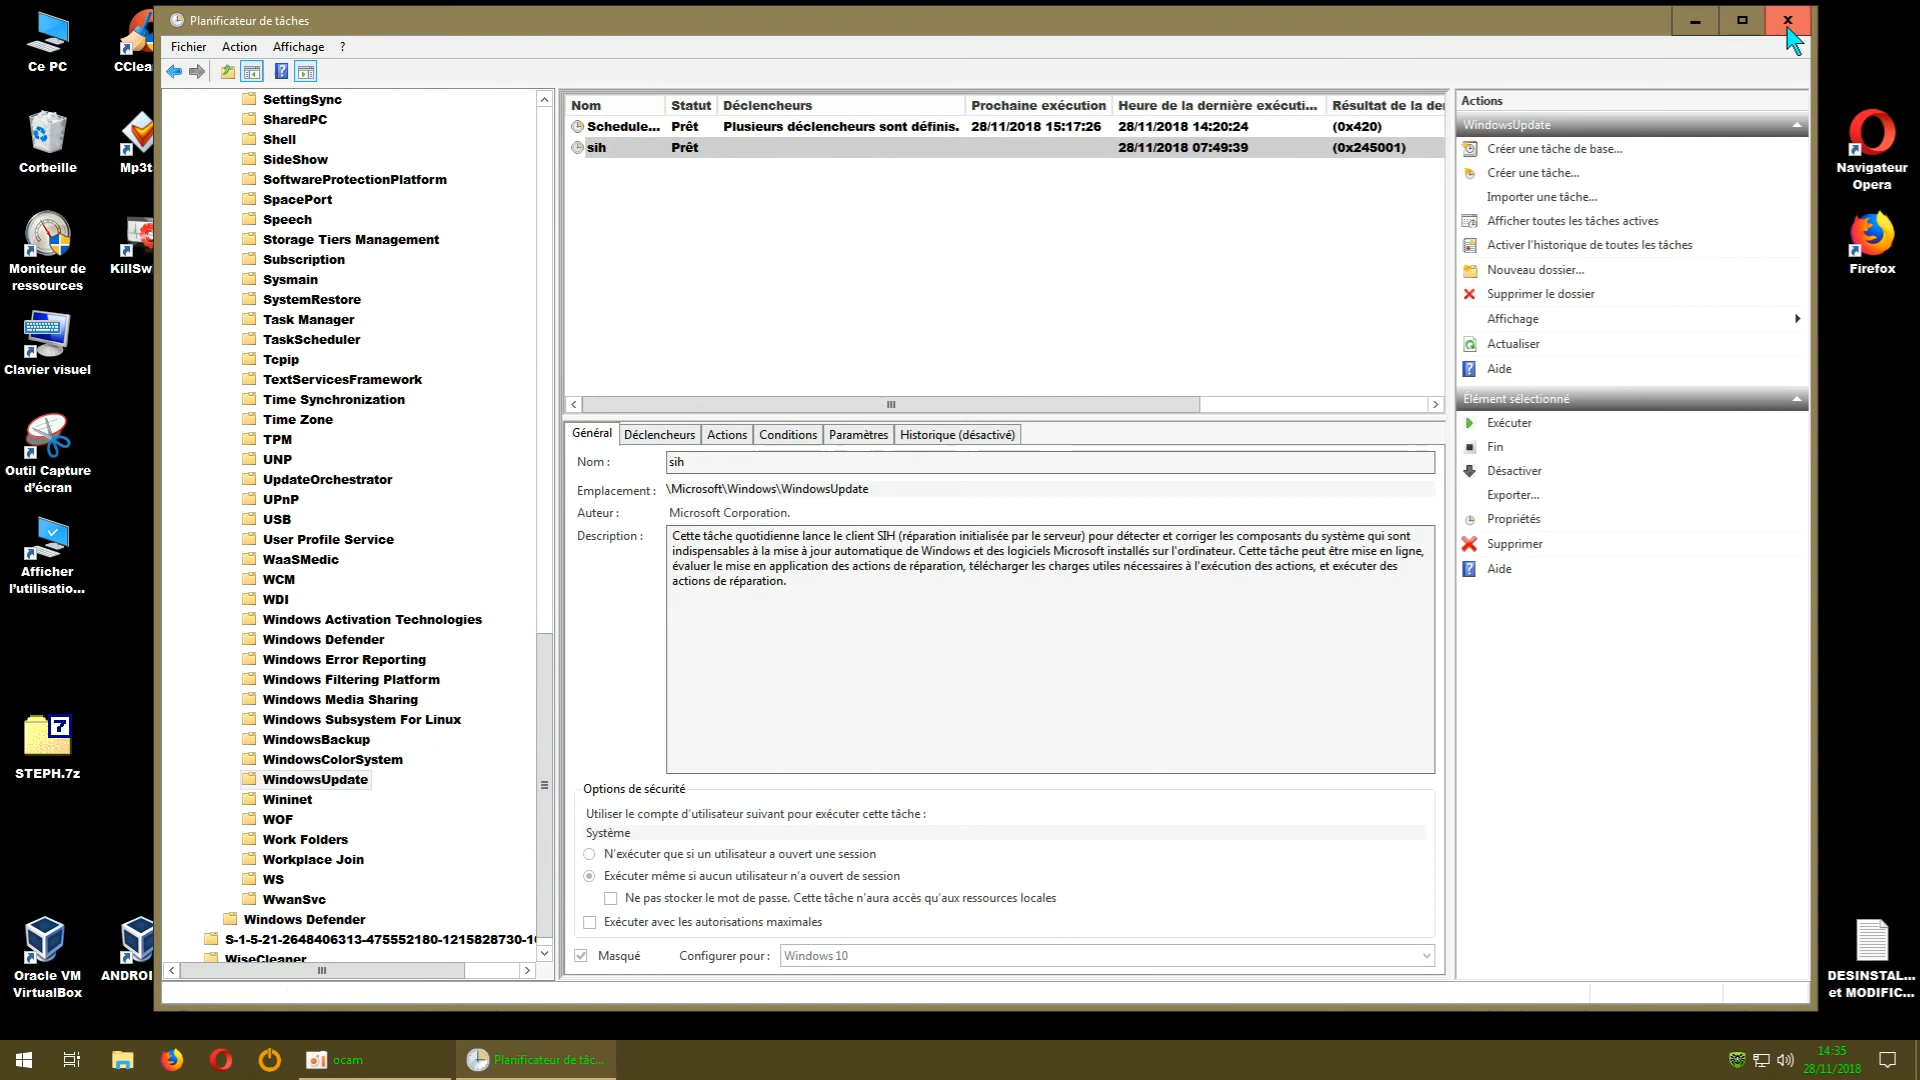 Planificateur de tâches
Fichier
Action
Affichage
?
Ce PC
CClea
Corbeille
Mp3t
Moniteur de
ressources
KillSw
Clavier visuel
Outil Capture
d'écran
Afficher
l'utilisatio...
STEPH.7z
Oracle VM
VirtualBox
ANDROI
SettingSync
SharedPC
Shell
SideShow
SoftwareProtectionPlatform
SpacePort
Speech
Storage Tiers Management
Subscription
Sysmain
SystemRestore
Task Manager
TaskScheduler
Tcpip
TextServicesFramework
Time Synchronization
Time Zone
TPM
UNP
UpdateOrchestrator
UPnP
USB
User Profile Service
WaaSMedic
WCM
WDI
Windows Activation Technologies
Windows Defender
Windows Error Reporting
Windows Filtering Platform
Windows Media Sharing
Windows Subsystem For Linux
WindowsBackup
WindowsColorSystem
WindowsUpdate
Wininet
WOF
Work Folders
Workplace Join
WS
WwanSvc
Windows Defender
S-1-5-21-2648406313-475552180-1215828730-10
WiseCleaner
Nom Statut Déclencheurs Prochaine exécution Heure de la dernière exécuti... Résultat de la der
Schedule... Prêt Plusieurs déclencheurs sont définis. 28/11/2018 15:17:26 28/11/2018 14:20:24 (0x420)
sih Prêt 28/11/2018 07:49:39 (0x245001)
Général Déclencheurs Actions Conditions Paramètres Historique (désactivé)
Nom : sih
Emplacement : \Microsoft\Windows\WindowsUpdate
Auteur : Microsoft Corporation.
Description : Cette tâche quotidienne lance le client SIH (réparation initialisée par le serveur) pour détecter et corriger les composants du système qui sont
indispensables à la mise à jour automatique de Windows et des logiciels Microsoft installés sur l'ordinateur. Cette tâche peut être mise en ligne,
évaluer le mise en application des actions de réparation, télécharger les charges utiles nécessaires à l'exécution des actions, et exécuter des
actions de réparation.
Options de sécurité
Utiliser le compte d'utilisateur suivant pour exécuter cette tâche :
Système
N'exécuter que si un utilisateur a ouvert une session
Exécuter même si aucun utilisateur n'a ouvert de session
Ne pas stocker le mot de passe. Cette tâche n'aura accès qu'aux ressources locales
Exécuter avec les autorisations maximales
Masqué Configurer pour : Windows 10
Actions
WindowsUpdate
Créer une tâche de base...
Créer une tâche...
Importer une tâche...
Afficher toutes les tâches actives
Activer l'historique de toutes les tâches
Nouveau dossier...
Supprimer le dossier
Affichage
Actualiser
Aide
Élément sélectionné
Exécuter
Fin
Désactiver
Exporter...
Propriétés
Supprimer
Aide
Navigateur
Opera
Firefox
DESINSTAL...
et MODIFIC...
ocam
Planificateur de tâc...
14:35
28/11/2018